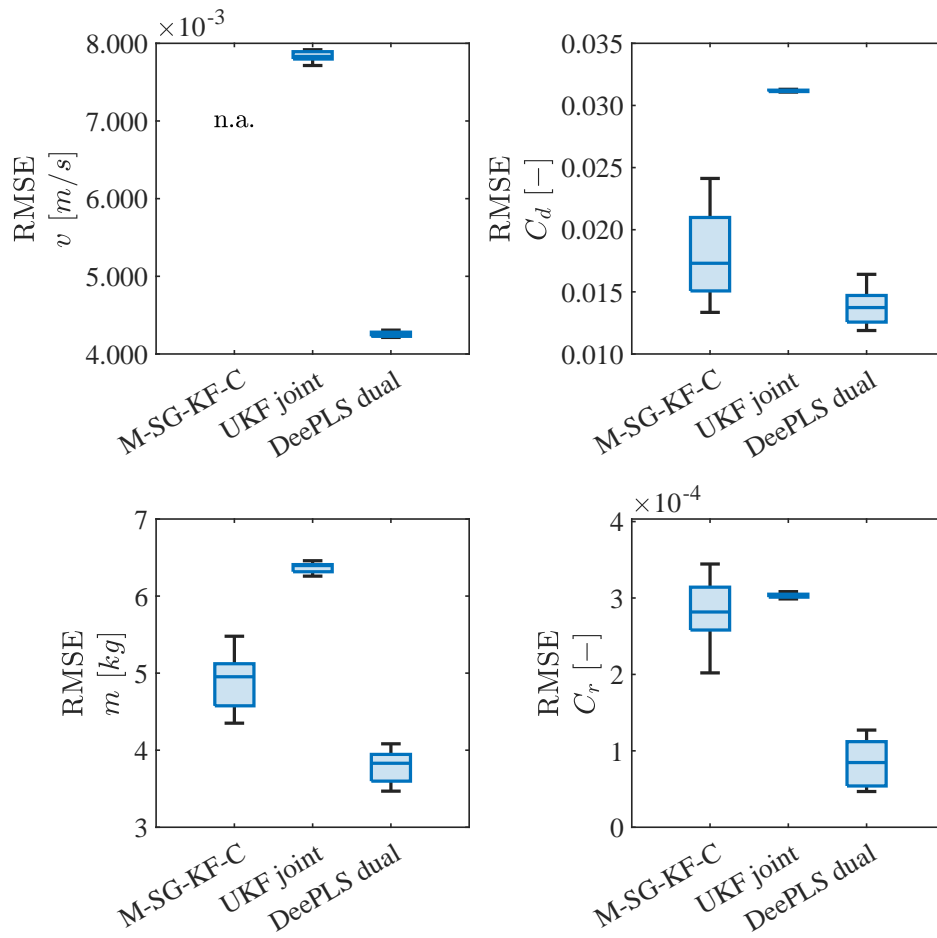 ×10⁻³
8.000
7.000
6.000
5.000
4.000
RMSE
v [m/s]
n.a.
M-SG-KF-C
UKF joint
DeePLS dual
0.035
0.030
0.025
0.020
0.015
0.010
RMSE
C_d [−]
M-SG-KF-C
UKF joint
DeePLS dual
7
6
5
4
3
RMSE
m [kg]
M-SG-KF-C
UKF joint
DeePLS dual
×10⁻⁴
4
3
2
1
0
RMSE
C_r [−]
M-SG-KF-C
UKF joint
DeePLS dual